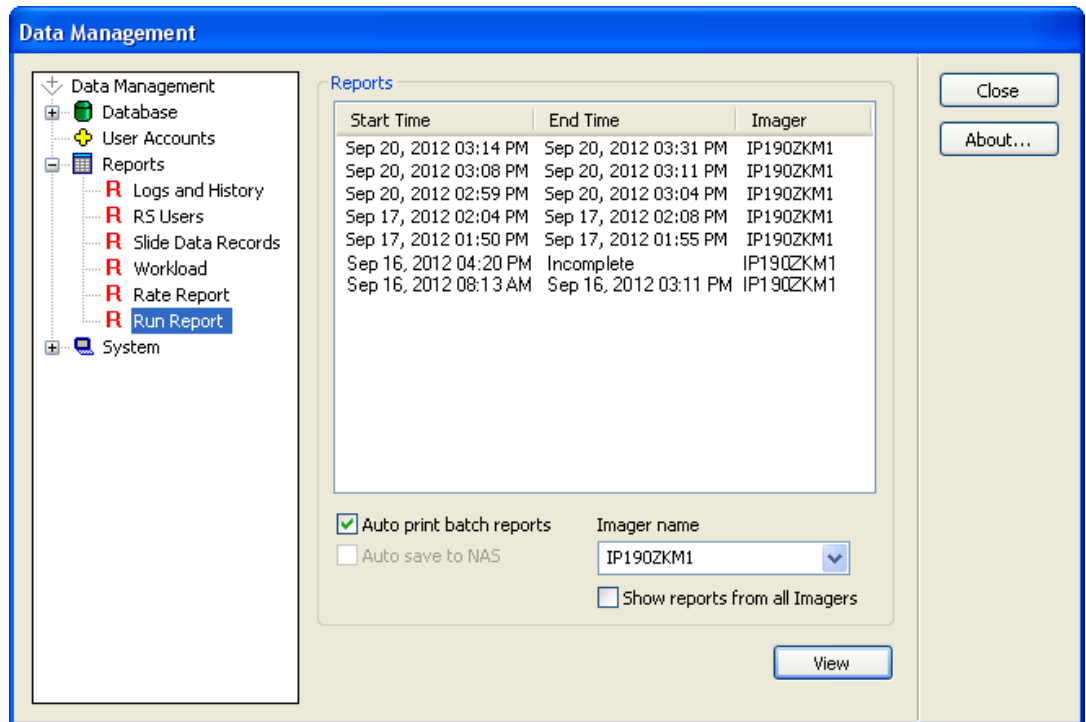 Data Management
Data Management
Database
User Accounts
Reports
R Logs and History
R RS Users
R Slide Data Records
R Workload
R Rate Report
R Run Report
System
Reports
Start Time End Time Imager
Sep 20, 2012 03:14 PM Sep 20, 2012 03:31 PM IP190ZKM1
Sep 20, 2012 03:08 PM Sep 20, 2012 03:11 PM IP190ZKM1
Sep 20, 2012 02:59 PM Sep 20, 2012 03:04 PM IP190ZKM1
Sep 17, 2012 02:04 PM Sep 17, 2012 02:08 PM IP190ZKM1
Sep 17, 2012 01:50 PM Sep 17, 2012 01:55 PM IP190ZKM1
Sep 16, 2012 04:20 PM Incomplete IP190ZKM1
Sep 16, 2012 08:13 AM Sep 16, 2012 03:11 PM IP190ZKM1
Auto print batch reports
Auto save to NAS
Imager name
IP190ZKM1
Show reports from all Imagers
View
Close
About...